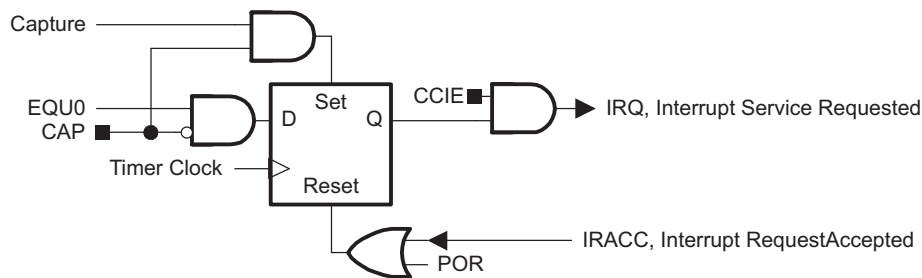 Capture
Set
CCIE
IRQ, Interrupt Service Requested
EQU0
D
Q
CAP
Timer Clock
Reset
IRACC, Interrupt RequestAccepted
POR